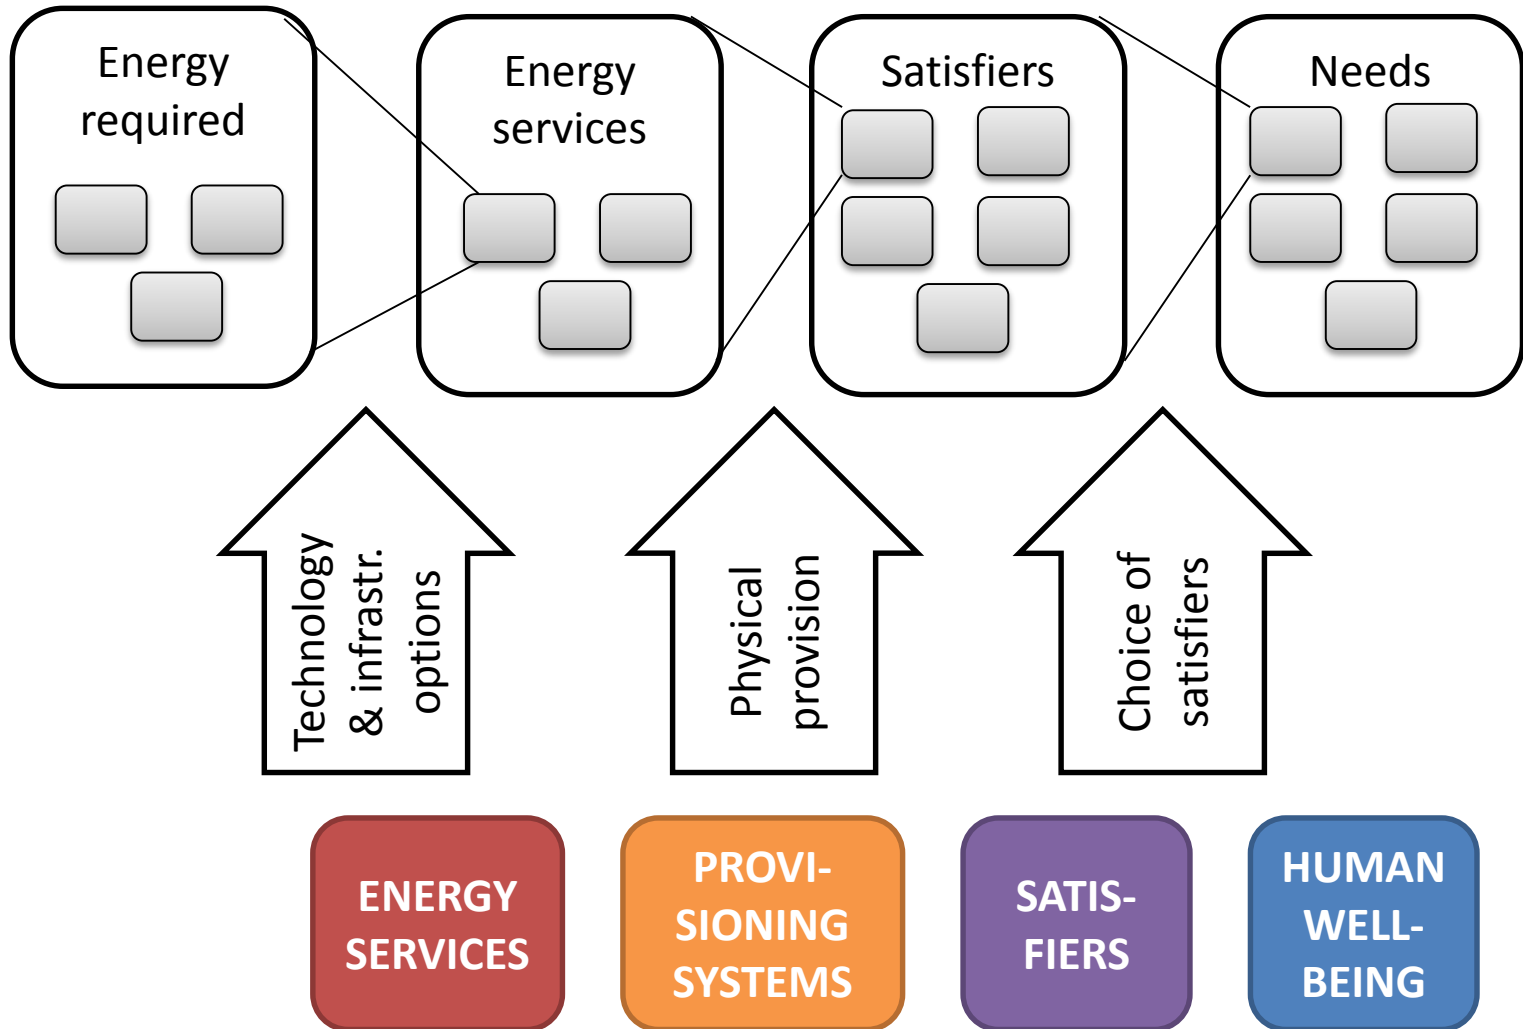 Energy
required
Energy
services
Satisfiers
Needs
Technology
& infrastr.
options
Physical
provision
Choice of
satisfiers
ENERGY
SERVICES
PROVI-
SIONING
SYSTEMS
SATIS-
FIERS
HUMAN
WELL-
BEING